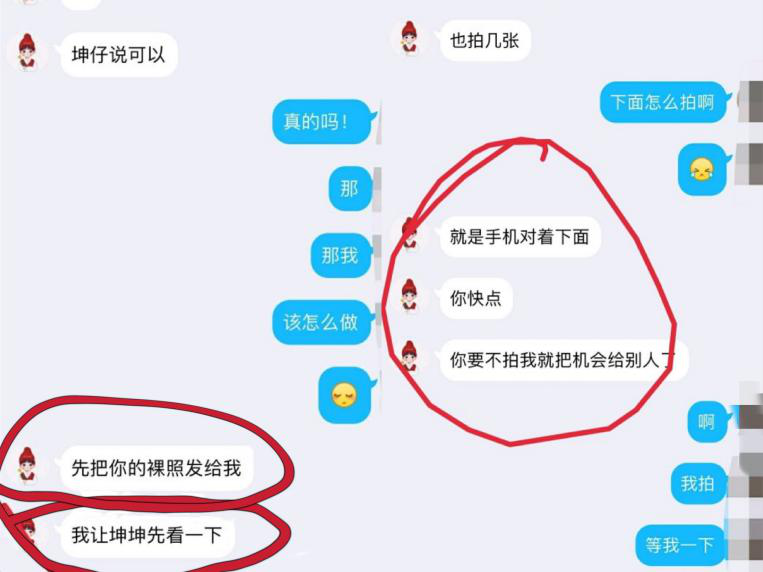 坤仔说可以
真的吗！
那
那我
该怎么做
先把你的裸照发给我
我让坤坤先看一下
也拍几张
下面怎么拍啊
就是手机对着下面
你快点
你要不拍我就把机会给别人了
啊
我拍
等我一下